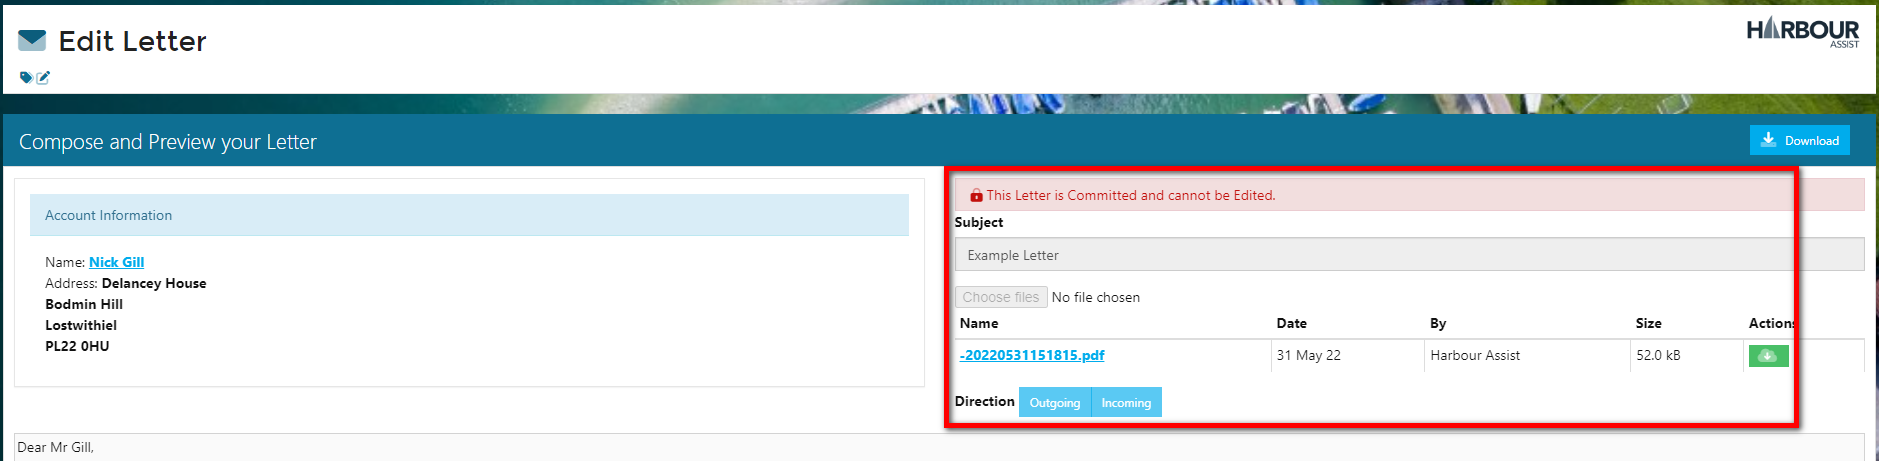 Edit Letter
HARBOUR
ASSIST
Compose and Preview your Letter
Download
Account Information
Name: Nick Gill
Address: Delancey House
Bodmin Hill
Lostwithiel
PL22 0HU
This Letter is Committed and cannot be Edited.
Subject
Example Letter
Choose files No file chosen
Name Date By Size Actions
-20220531151815.pdf 31 May 22 Harbour Assist 52.0 kB
Direction Outgoing Incoming
Dear Mr Gill,